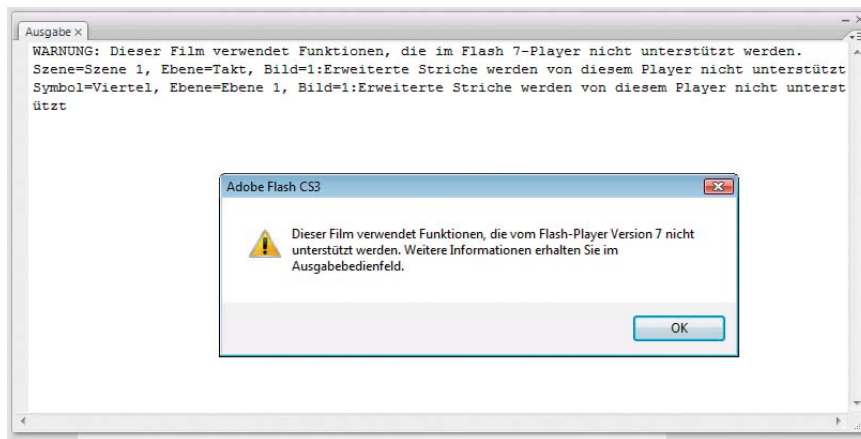 Ausgabe ×
WARNUNG: Dieser Film verwendet Funktionen, die im Flash 7-Player nicht unterstützt werden.
Szene=Szene 1, Ebene=Takt, Bild=1:Erweiterte Striche werden von diesem Player nicht unterstützt
Symbol=Viertel, Ebene=Ebene 1, Bild=1:Erweiterte Striche werden von diesem Player nicht unterst
ützt
Adobe Flash CS3
Dieser Film verwendet Funktionen, die vom Flash-Player Version 7 nicht
unterstützt werden. Weitere Informationen erhalten Sie im
Ausgabebedienfeld.
OK